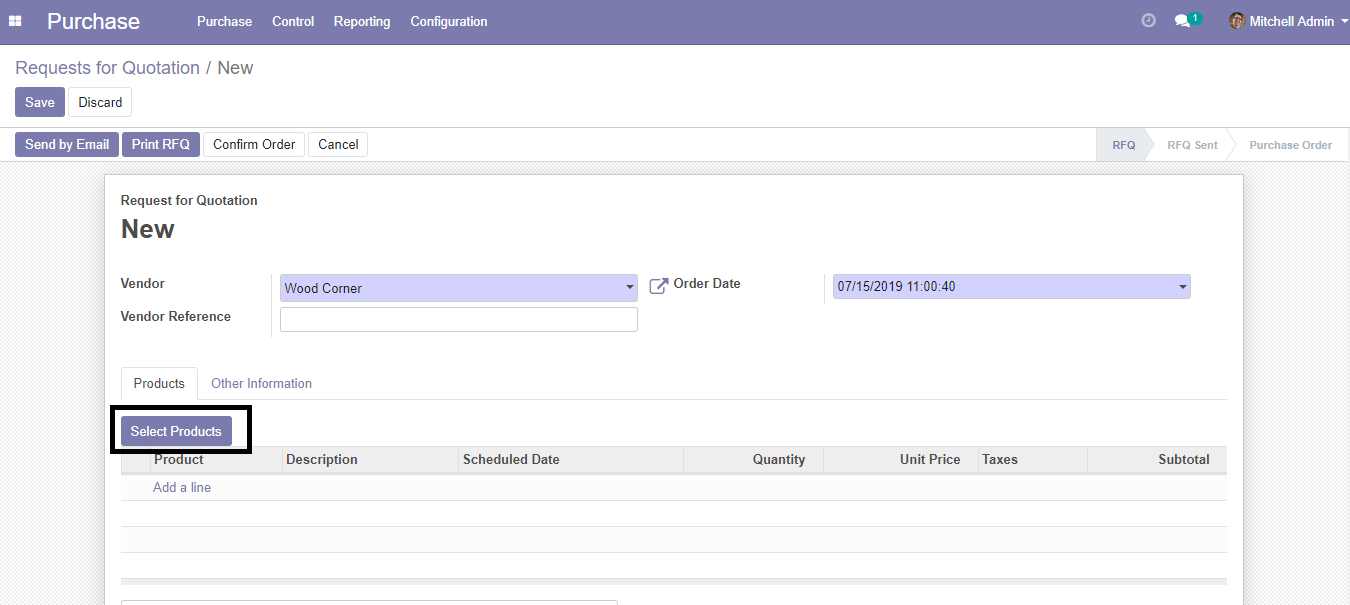 Purchase Purchase Control Reporting Configuration 1 Mitchell Admin
Requests for Quotation / New
Save Discard
Send by Email Print RFQ Confirm Order Cancel RFQ RFQ Sent Purchase Order
Request for Quotation
New
Vendor Wood Corner Order Date 07/15/2019 11:00:40
Vendor Reference
Products Other Information
Select Products
Product Description Scheduled Date Quantity Unit Price Taxes Subtotal
Add a line